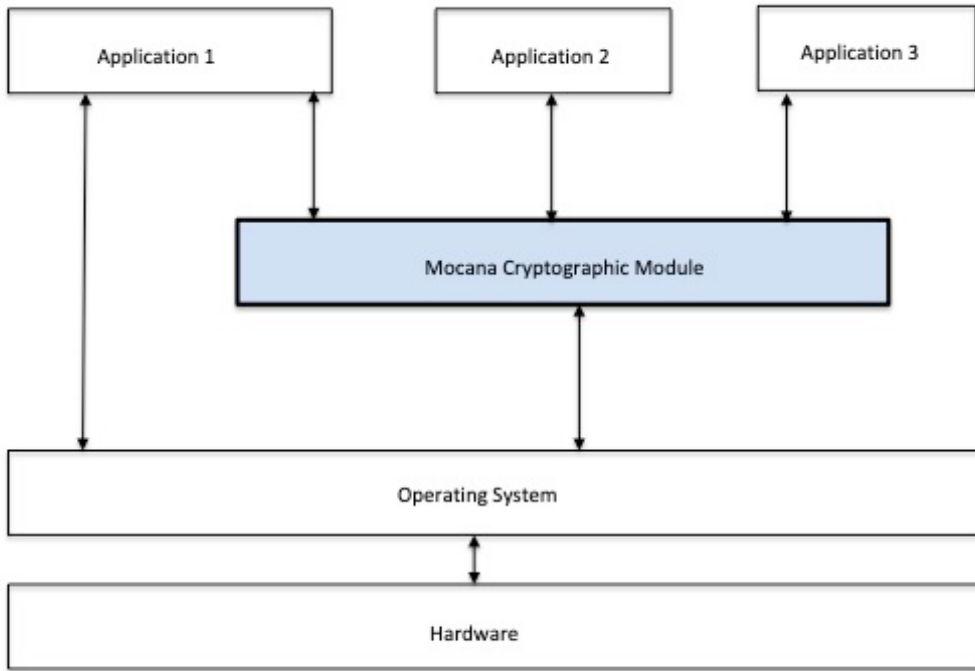 Application 1
Application 2
Application 3
Mocana Cryptographic Module
Operating System
Hardware